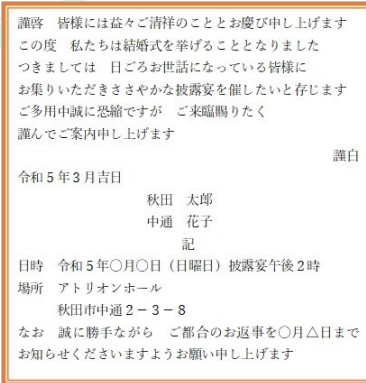 謹啓　皆様には益々ご清祥のこととお慶び申し上げます
この度　私たちは結婚式を挙げることとなりました
つきましては　日ごろお世話になっている皆様に
お集りいただきささやかな披露宴を催したいと存じます
ご多用中誠に恐縮ですが　ご来臨賜りたく
謹んでご案内申し上げます
謹白
令和５年３月吉日
秋田　太郎
中通　花子
記
日時　令和５年〇月〇日（日曜日）披露宴午後２時
場所　アトリオンホール
秋田市中通２－３－８
なお　誠に勝手ながら　ご都合のお返事を〇月△日まで
お知らせくださいますようお願い申し上げます